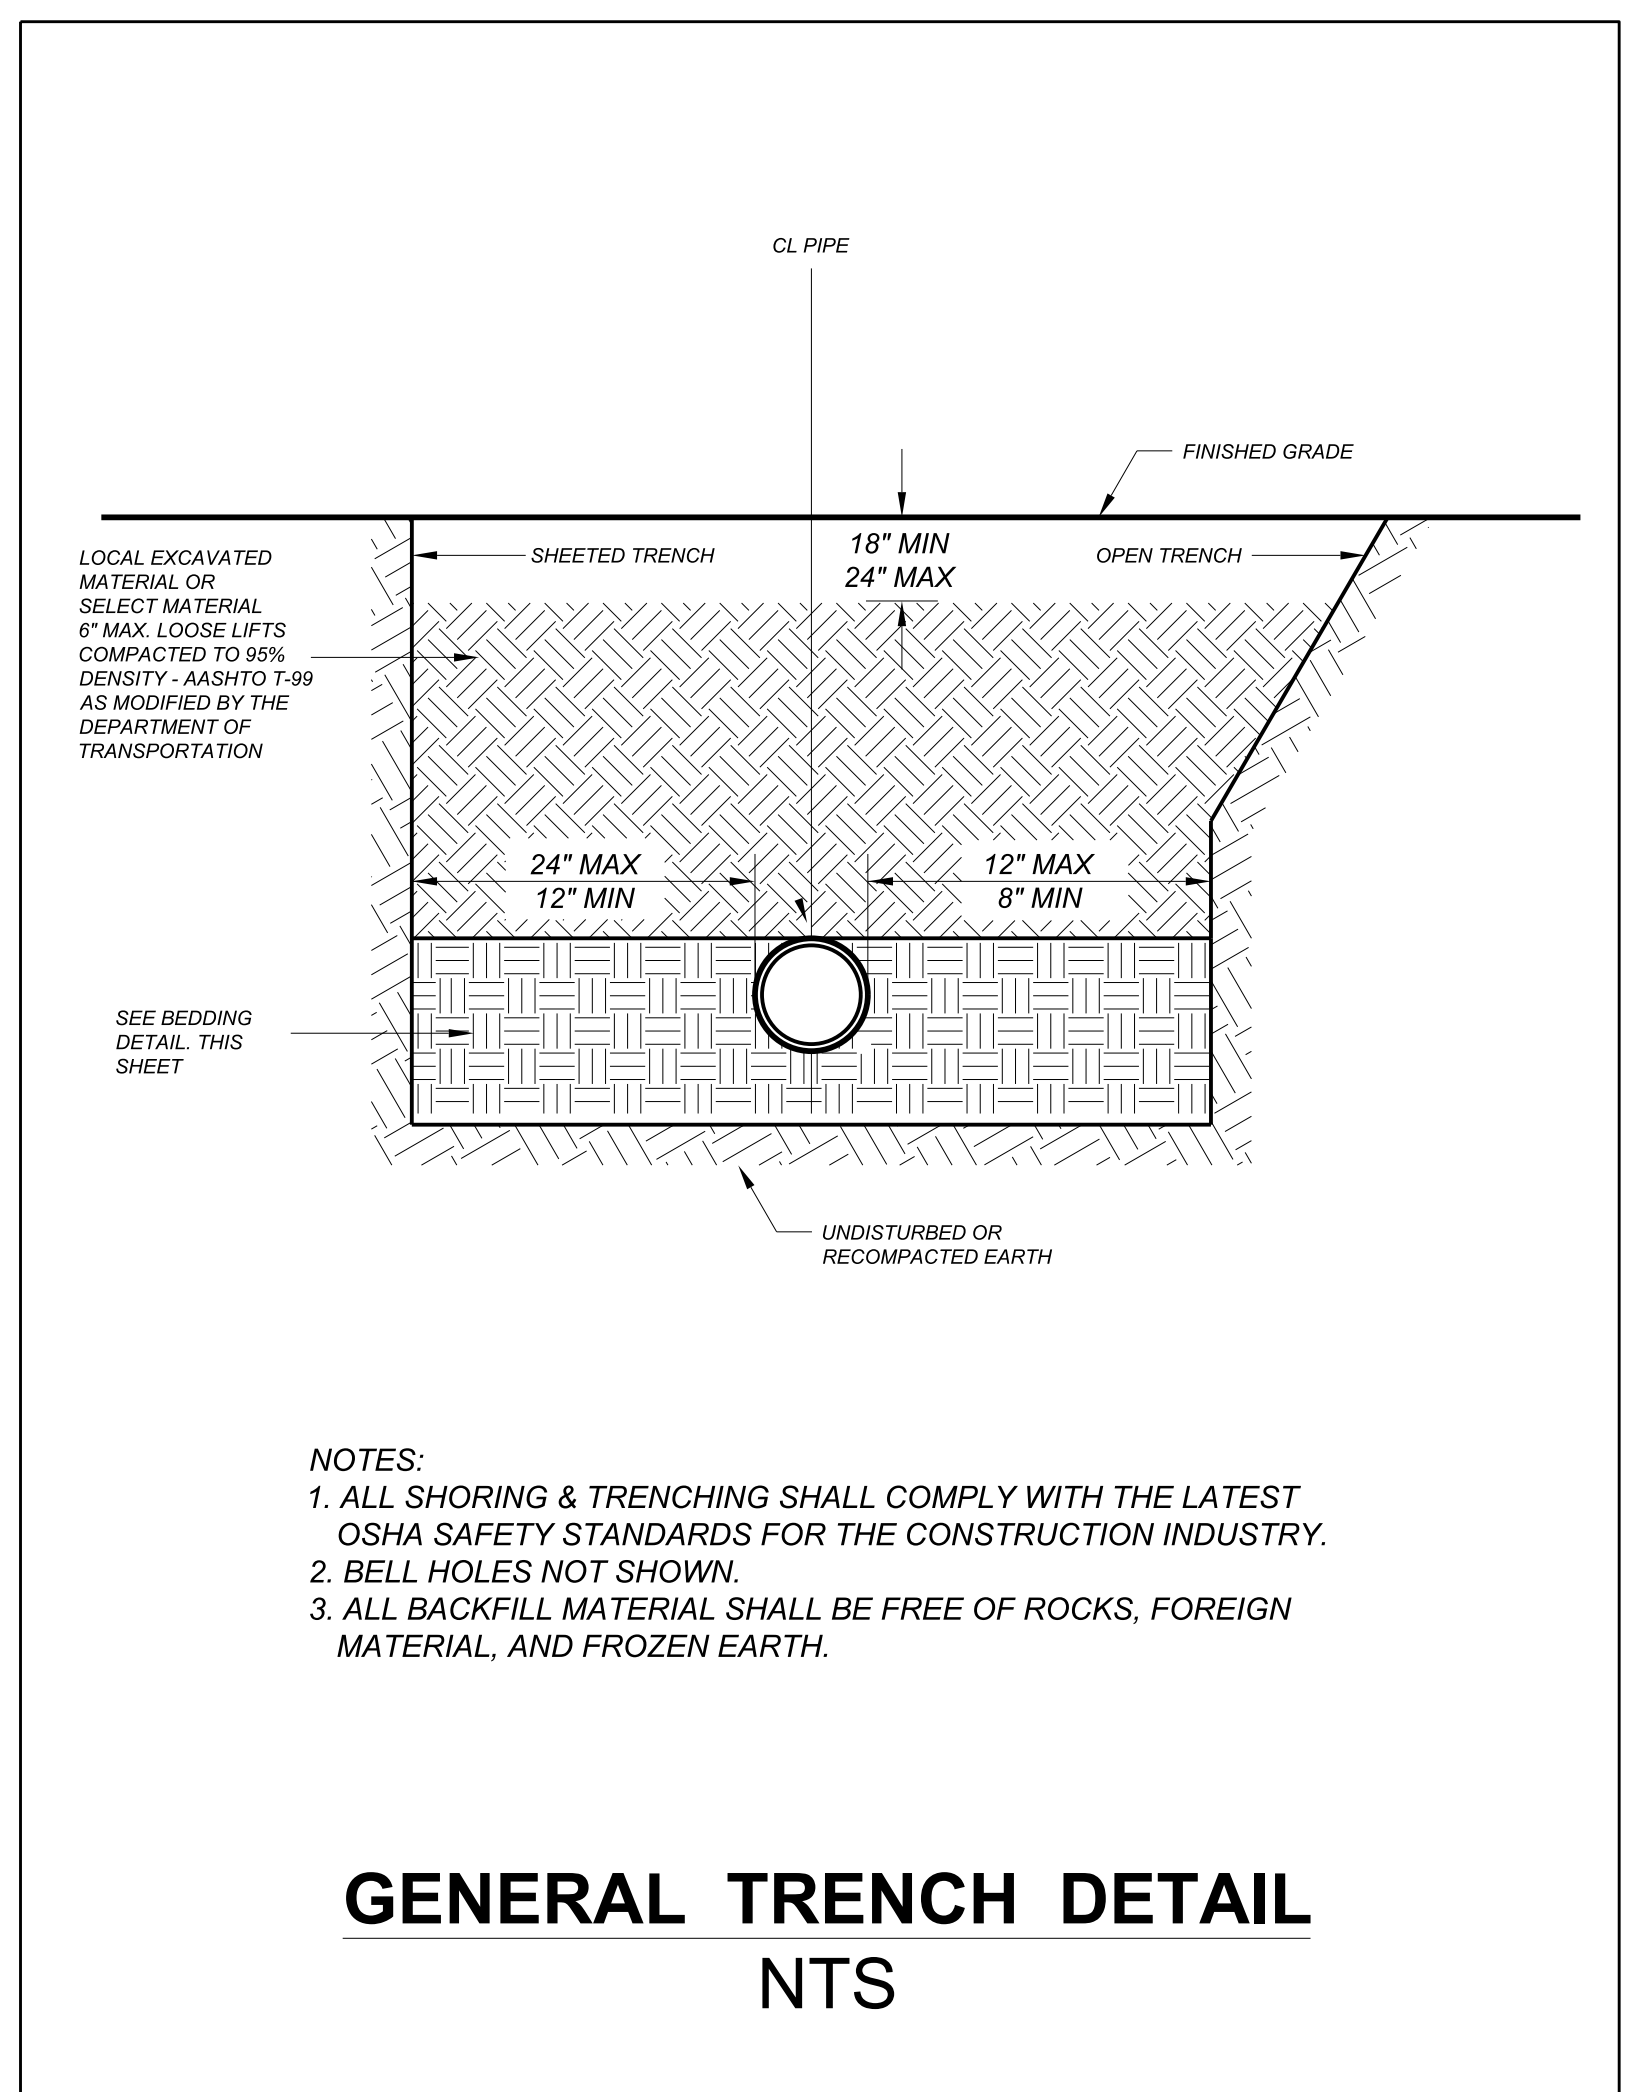 CL PIPE
FINISHED GRADE
LOCAL EXCAVATED
MATERIAL OR
SELECT MATERIAL
6" MAX. LOOSE LIFTS
COMPACTED TO 95%
DENSITY - AASHTO T-99
AS MODIFIED BY THE
DEPARTMENT OF
TRANSPORTATION
SHEETED TRENCH
18" MIN
24" MAX
OPEN TRENCH
24" MAX
12" MIN
12" MAX
8" MIN
SEE BEDDING
DETAIL. THIS
SHEET
UNDISTURBED OR
RECOMPACTED EARTH
NOTES:
1. ALL SHORING & TRENCHING SHALL COMPLY WITH THE LATEST
OSHA SAFETY STANDARDS FOR THE CONSTRUCTION INDUSTRY.
2. BELL HOLES NOT SHOWN.
3. ALL BACKFILL MATERIAL SHALL BE FREE OF ROCKS, FOREIGN
MATERIAL, AND FROZEN EARTH.
GENERAL TRENCH DETAIL
NTS